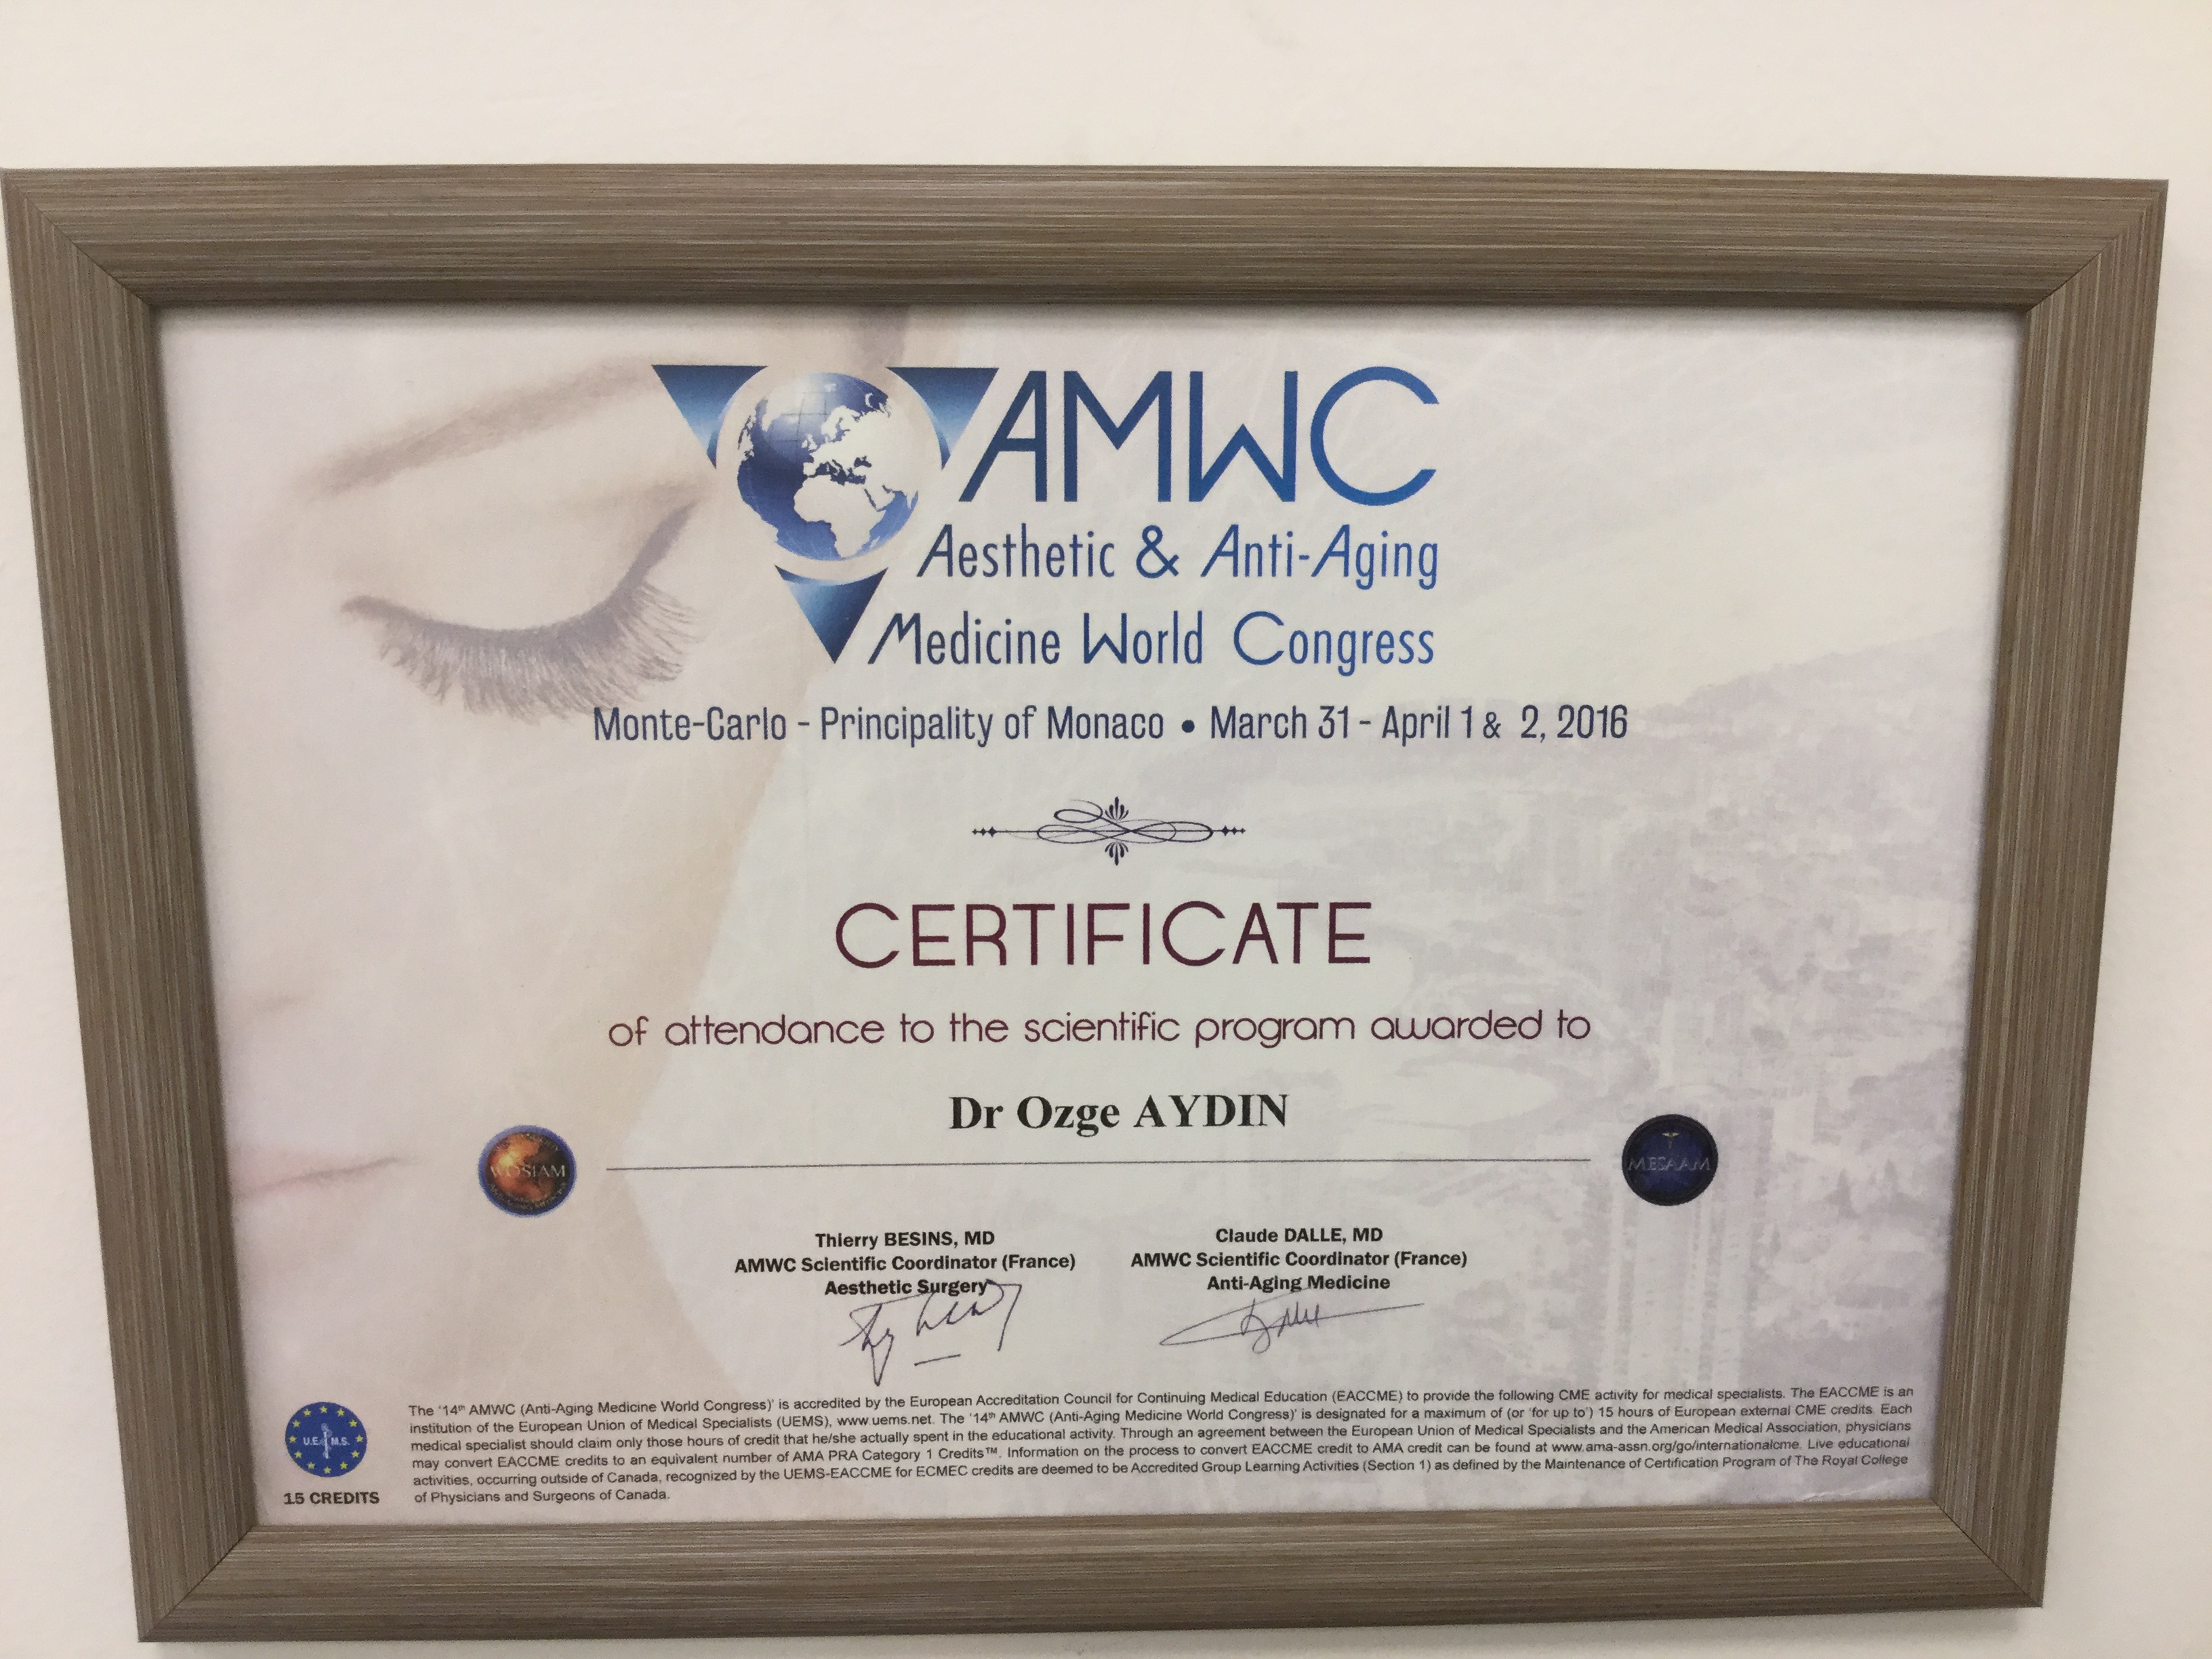 AMWC
Aesthetic & Anti-Aging
Medicine World Congress
Monte-Carlo - Principality of Monaco • March 31 - April 1 & 2, 2016
CERTIFICATE
of attendance to the scientific program awarded to
Dr Ozge AYDIN
WOSIAM
MESAAM
Thierry BESINS, MD
AMWC Scientific Coordinator (France)
Aesthetic Surgery
Claude DALLE, MD
AMWC Scientific Coordinator (France)
Anti-Aging Medicine
U.E.M.S.
15 CREDITS
The '14th AMWC (Anti-Aging Medicine World Congress)' is accredited by the European Accreditation Council for Continuing Medical Education (EACCME) to provide the following CME activity for medical specialists. The EACCME is an
institution of the European Union of Medical Specialists (UEMS), www.uems.net. The '14th AMWC (Anti-Aging Medicine World Congress)' is designated for a maximum of (or 'for up to') 15 hours of European external CME credits. Each
medical specialist should claim only those hours of credit that he/she actually spent in the educational activity. Through an agreement between the European Union of Medical Specialists and the American Medical Association, physicians
may convert EACCME credits to an equivalent number of AMA PRA Category 1 Credits™. Information on the process to convert EACCME credit to AMA credit can be found at www.ama-assn.org/go/internationalcme. Live educational
activities, occurring outside of Canada, recognized by the UEMS-EACCME for ECMEC credits are deemed to be Accredited Group Learning Activities (Section 1) as defined by the Maintenance of Certification Program of The Royal College
of Physicians and Surgeons of Canada.